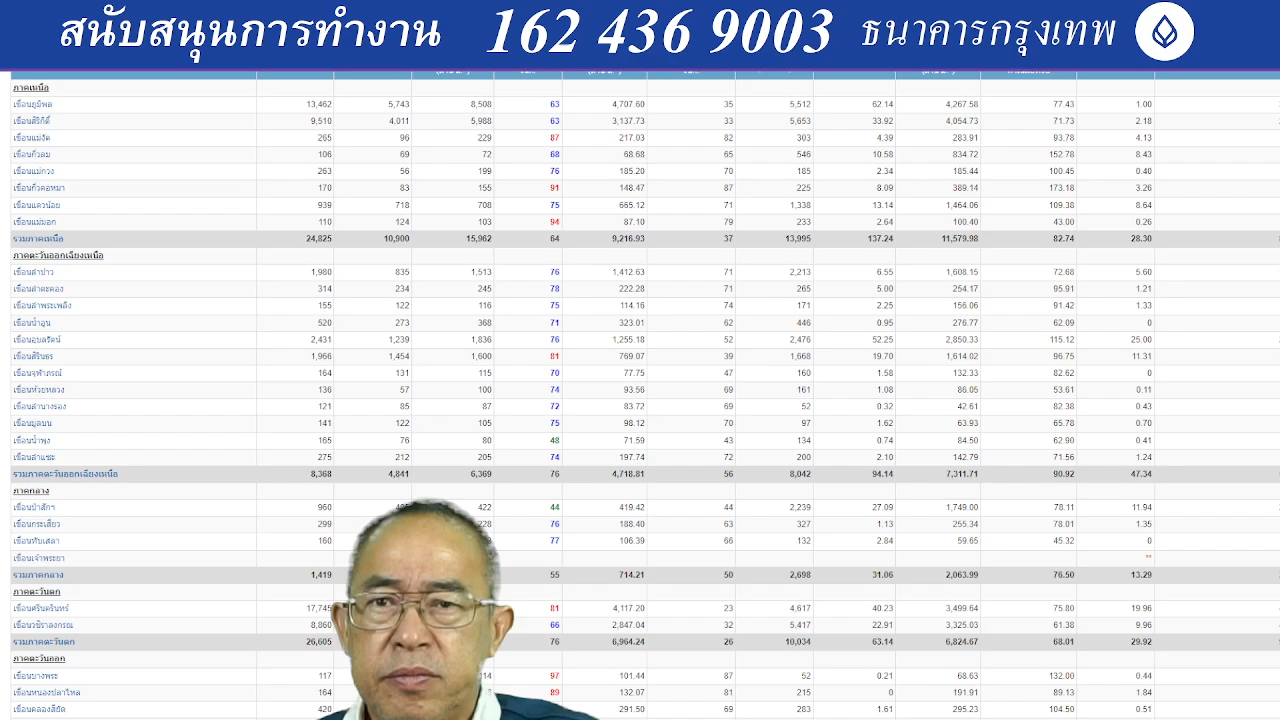 สนับสนุนการทำงาน 162 436 9003 ธนาคารกรุงเทพ
ภาคเหนือ
เขื่อนภูมิพล 13,462 5,743 8,508 63 4,707.60 35 5,512 62.14 4,267.58 77.43 1.00
เขื่อนสิริกิติ์ 9,510 4,011 5,988 63 3,137.73 33 5,653 33.92 4,054.73 71.73 2.18
เขื่อนแม่งัด 265 96 229 87 217.03 82 303 4.39 283.91 93.78 4.13
เขื่อนกิ่วลม 106 69 72 68 68.68 65 546 10.58 834.72 152.78 8.43
เขื่อนแม่กวง 263 56 199 76 185.20 70 185 2.34 185.44 100.45 0.40
เขื่อนกิ่วคอหมา 170 83 155 91 148.47 87 225 8.09 389.14 173.18 3.26
เขื่อนแควน้อย 939 718 708 75 665.12 71 1,338 13.14 1,464.06 109.38 8.64
เขื่อนแม่มอก 110 124 103 94 87.10 79 233 2.64 100.40 43.00 0.26
รวมภาคเหนือ 24,825 10,900 15,962 64 9,216.93 37 13,995 137.24 11,579.98 82.74 28.30
ภาคตะวันออกเฉียงเหนือ
เขื่อนลำปาว 1,980 835 1,513 76 1,412.63 71 2,213 6.55 1,608.15 72.68 5.60
เขื่อนลำตะคอง 314 234 245 78 222.28 71 265 5.00 254.17 95.91 1.21
เขื่อนลำพระเพลิง 155 122 116 75 114.16 74 171 2.25 156.06 91.42 1.33
เขื่อนน้ำอูน 520 273 368 71 323.01 62 446 0.95 276.77 62.09 0
เขื่อนอุบลรัตน์ 2,431 1,239 1,836 76 1,255.18 52 2,476 52.25 2,850.33 115.12 25.00
เขื่อนสิรินธร 1,966 1,454 1,600 81 769.07 39 1,668 19.70 1,614.02 96.75 11.31
เขื่อนจุฬาภรณ์ 164 131 115 70 77.75 47 160 1.58 132.33 82.62 0
เขื่อนห้วยหลวง 136 57 100 74 93.56 69 161 1.08 86.05 53.61 0.11
เขื่อนลำนางรอง 121 85 87 72 83.72 69 52 0.32 42.61 82.38 0.43
เขื่อนมูลบน 141 122 105 75 98.12 70 97 1.62 63.93 65.78 0.70
เขื่อนน้ำพุง 165 76 80 48 71.59 43 134 0.74 84.50 62.90 0.41
เขื่อนลำแซะ 275 212 205 74 197.74 72 200 2.10 142.79 71.56 1.24
รวมภาคตะวันออกเฉียงเหนือ 8,368 4,841 6,369 76 4,718.81 56 8,042 94.14 7,311.71 90.92 47.34
ภาคกลาง
เขื่อนป่าสักฯ 960 422 44 419.42 44 2,239 27.09 1,749.00 78.11 11.94
เขื่อนกระเสียว 299 228 76 188.40 63 327 1.13 255.34 78.01 1.35
เขื่อนทับเสลา 160 77 106.39 66 132 2.84 59.65 45.32 0
เขื่อนเจ้าพระยา **
รวมภาคกลาง 1,419 55 714.21 50 2,698 31.06 2,063.99 76.50 13.29
ภาคตะวันตก
เขื่อนศรีนครินทร์ 17,745 81 4,117.20 23 4,617 40.23 3,499.64 75.80 19.96
เขื่อนวชิราลงกรณ 8,860 66 2,847.04 32 5,417 22.91 3,325.03 61.38 9.96
รวมภาคตะวันตก 26,605 76 6,964.24 26 10,034 63.14 6,824.67 68.01 29.92
ภาคตะวันออก
เขื่อนบางพระ 117 97 101.44 87 52 0.21 68.63 132.00 0.44
เขื่อนหนองปลาไหล 164 89 132.07 81 215 0 191.91 89.13 1.84
เขื่อนคลองสียัด 420 291.50 69 283 1.61 295.23 104.50 0.51